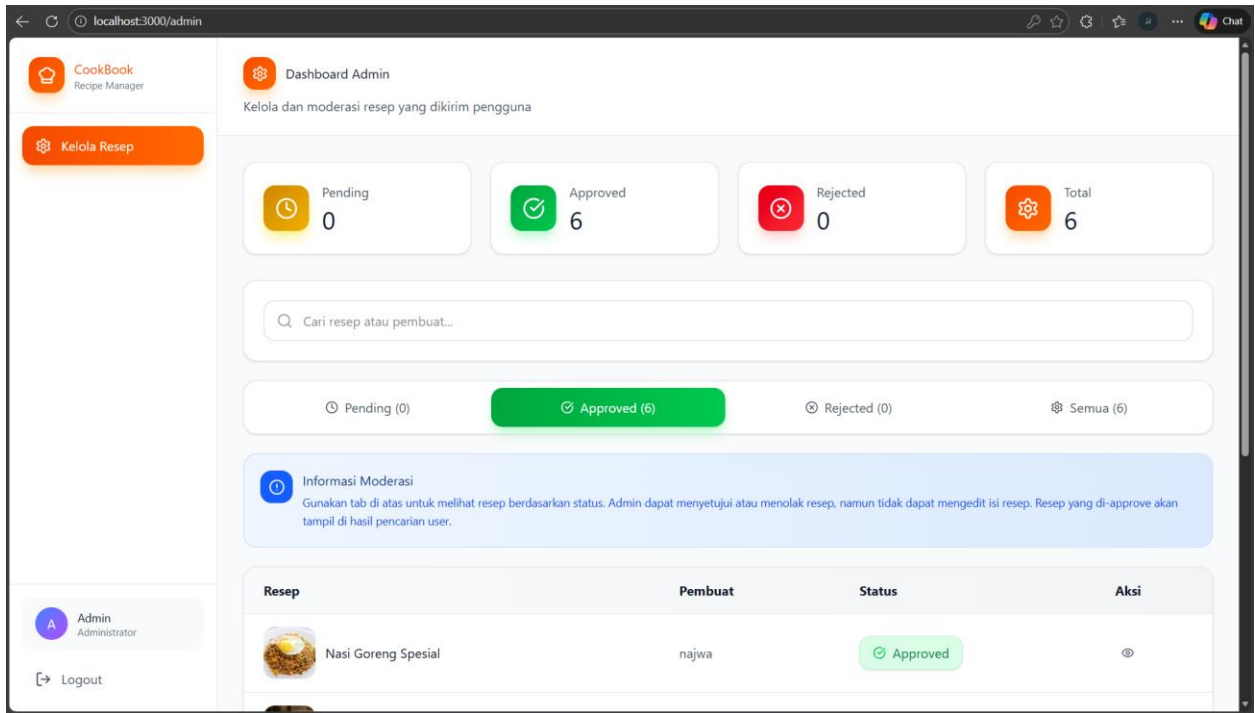 localhost:3000/admin
Chat
CookBook
Recipe Manager
Kelola Resep
Dashboard Admin
Kelola dan moderasi resep yang dikirim pengguna
Pending
0
Approved
6
Rejected
0
Total
6
Cari resep atau pembuat...
Pending (0)
Approved (6)
Rejected (0)
Semua (6)
Informasi Moderasi
Gunakan tab di atas untuk melihat resep berdasarkan status. Admin dapat menyetujui atau menolak resep, namun tidak dapat mengedit isi resep. Resep yang di-approve akan
tampil di hasil pencarian user.
Resep Pembuat Status Aksi
Nasi Goreng Spesial najwa Approved
A
Admin
Administrator
Logout